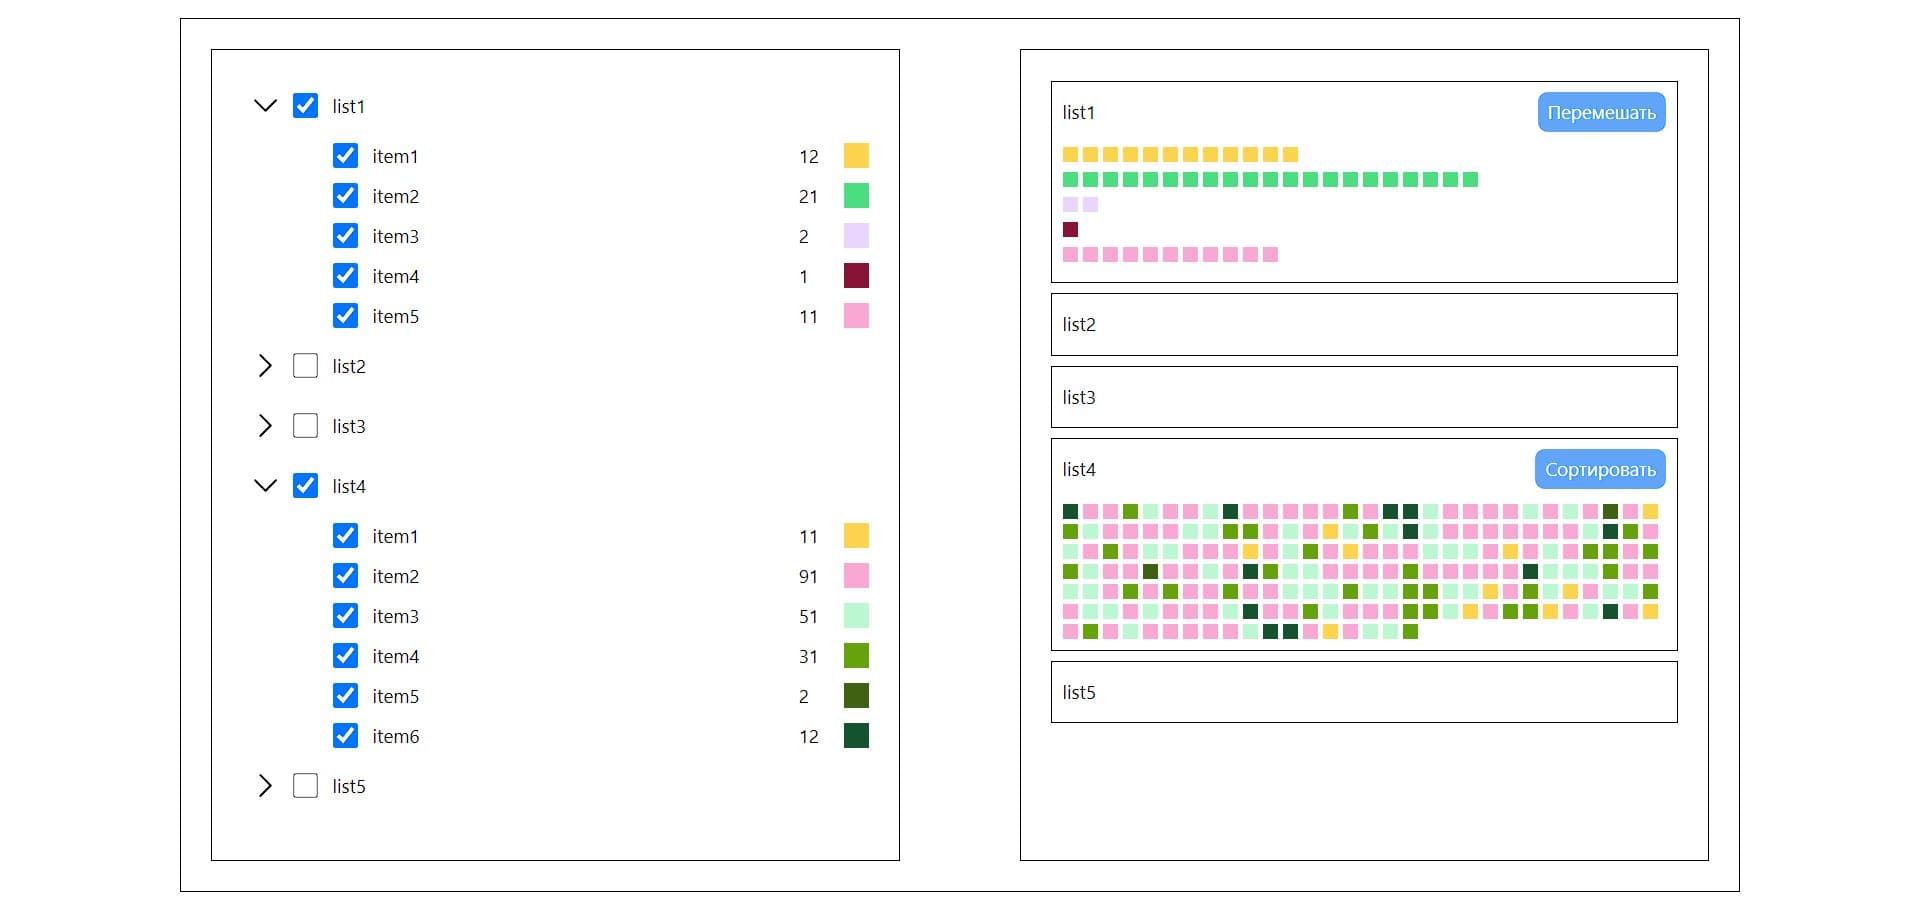 list1
item1 12
item2 21
item3 2
item4 1
item5 11
list2
list3
list4
item1 11
item2 91
item3 51
item4 31
item5 2
item6 12
list5
list1 Перемешать
list2
list3
list4 Сортировать
list5